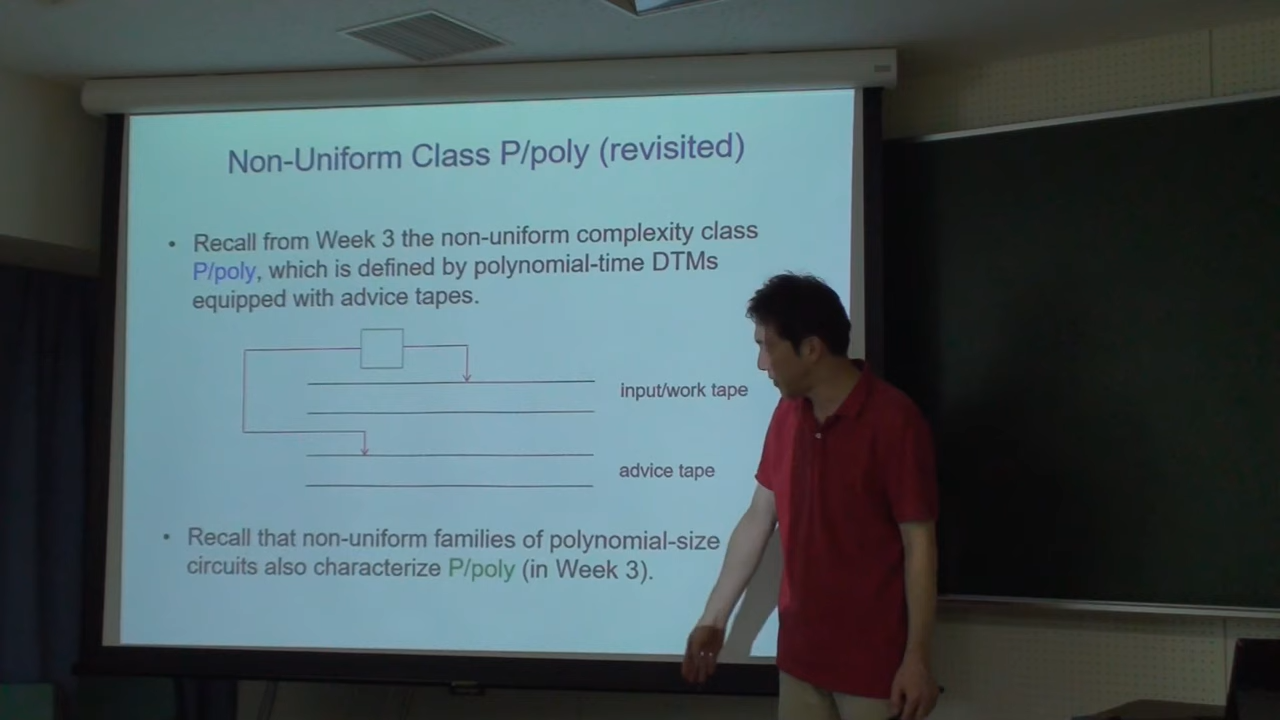 Non-Uniform Class P/poly (revisited)
• Recall from Week 3 the non-uniform complexity class
P/poly, which is defined by polynomial-time DTMs
equipped with advice tapes.
input/work tape
advice tape
• Recall that non-uniform families of polynomial-size
circuits also characterize P/poly (in Week 3).